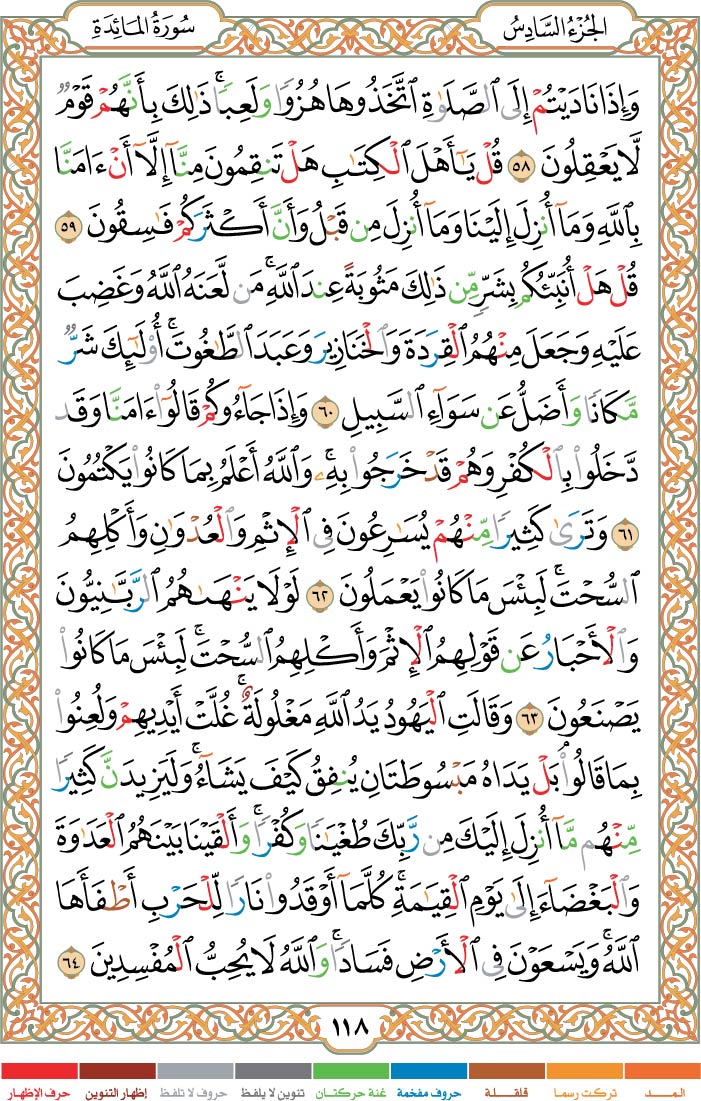 الجُزْءُ السَّادِسُ
سُورَةُ المَائِدَةِ
وَإِذَا نَادَيْتُمْ إِلَى ٱلصَّلَوٰةِ ٱتَّخَذُوهَا هُزُوًا وَلَعِبًا ۚ ذَٰلِكَ بِأَنَّهُمْ قَوْمٌ
لَّا يَعْقِلُونَ ٥٨ قُلْ يَـٰٓأَهْلَ ٱلْكِتَـٰبِ هَلْ تَنقِمُونَ مِنَّآ إِلَّآ أَنْ ءَامَنَّا
بِٱللَّهِ وَمَآ أُنزِلَ إِلَيْنَا وَمَآ أُنزِلَ مِن قَبْلُ وَأَنَّ أَكْثَرَكُمْ فَـٰسِقُونَ ٥٩
قُلْ هَلْ أُنَبِّئُكُم بِشَرٍّ مِّن ذَٰلِكَ مَثُوبَةً عِندَ ٱللَّهِ ۚ مَن لَّعَنَهُ ٱللَّهُ وَغَضِبَ
عَلَيْهِ وَجَعَلَ مِنْهُمُ ٱلْقِرَدَةَ وَٱلْخَنَازِيرَ وَعَبَدَ ٱلطَّـٰغُوتَ ۚ أُو۟لَـٰٓئِكَ شَرٌّ
مَّكَانًا وَأَضَلُّ عَن سَوَآءِ ٱلسَّبِيلِ ٦٠ وَإِذَا جَآءُوكُمْ قَالُوٓا۟ ءَامَنَّا وَقَد
دَّخَلُوا۟ بِٱلْكُفْرِ وَهُمْ قَدْ خَرَجُوا۟ بِهِۦ ۚ وَٱللَّهُ أَعْلَمُ بِمَا كَانُوا۟ يَكْتُمُونَ
٦١ وَتَرَىٰ كَثِيرًا مِّنْهُمْ يُسَـٰرِعُونَ فِى ٱلْإِثْمِ وَٱلْعُدْوَٰنِ وَأَكْلِهِمُ
ٱلسُّحْتَ ۚ لَبِئْسَ مَا كَانُوا۟ يَعْمَلُونَ ٦٢ لَوْلَا يَنْهَىٰهُمُ ٱلرَّبَّـٰنِيُّونَ
وَٱلْأَحْبَارُ عَن قَوْلِهِمُ ٱلْإِثْمَ وَأَكْلِهِمُ ٱلسُّحْتَ ۚ لَبِئْسَ مَا كَانُوا۟
يَصْنَعُونَ ٦٣ وَقَالَتِ ٱلْيَهُودُ يَدُ ٱللَّهِ مَغْلُولَةٌ ۚ غُلَّتْ أَيْدِيهِمْ وَلُعِنُوا۟
بِمَا قَالُوا۟ ۘ بَلْ يَدَاهُ مَبْسُوطَتَانِ يُنفِقُ كَيْفَ يَشَآءُ ۚ وَلَيَزِيدَنَّ كَثِيرًا
مِّنْهُم مَّآ أُنزِلَ إِلَيْكَ مِن رَّبِّكَ طُغْيَـٰنًا وَكُفْرًا ۚ وَأَلْقَيْنَا بَيْنَهُمُ ٱلْعَدَٰوَةَ
وَٱلْبَغْضَآءَ إِلَىٰ يَوْمِ ٱلْقِيَـٰمَةِ ۚ كُلَّمَآ أَوْقَدُوا۟ نَارًا لِّلْحَرْبِ أَطْفَأَهَا
ٱللَّهُ ۚ وَيَسْعَوْنَ فِى ٱلْأَرْضِ فَسَادًا ۚ وَٱللَّهُ لَا يُحِبُّ ٱلْمُفْسِدِينَ ٦٤
١١٨
المــــد تركت رسما قلقلــة حروف مفخمة غنة حركتان تنوين لا يلفظ حروف لا تلفظ إظهار التنوين حرف الإظهار